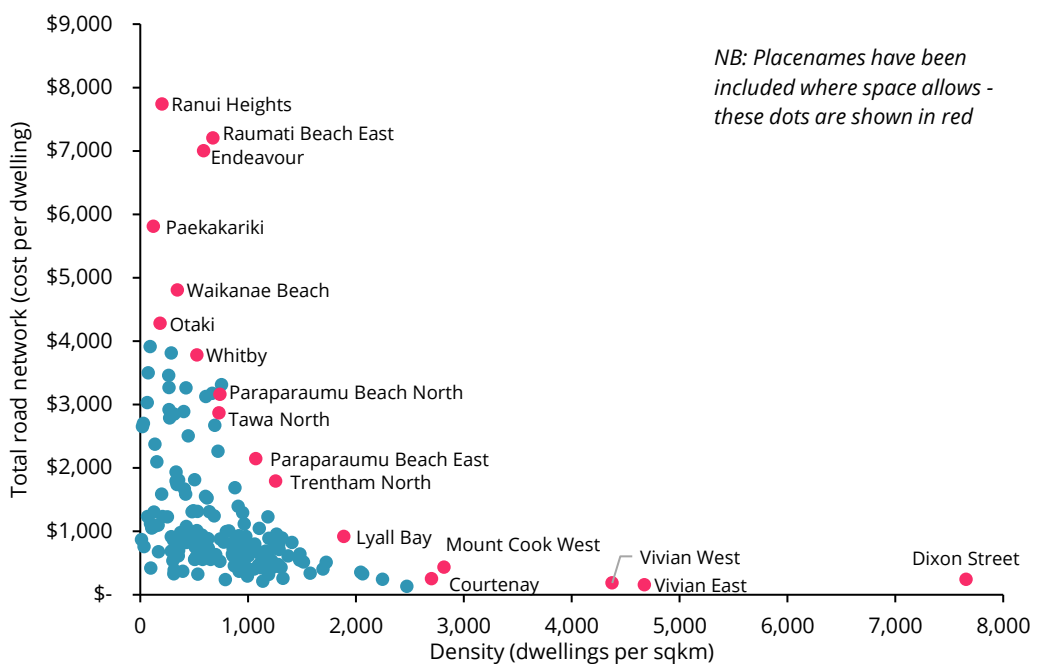 $9,000
$8,000
$7,000
$6,000
$5,000
$4,000
$3,000
$2,000
$1,000
$-
Total road network (cost per dwelling)
NB: Placenames have been
included where space allows -
these dots are shown in red
Ranui Heights
Raumati Beach East
Endeavour
Paekakariki
Waikanae Beach
Otaki
Whitby
Paraparaumu Beach North
Tawa North
Paraparaumu Beach East
Trentham North
Lyall Bay
Mount Cook West
Courtenay
Vivian West
Vivian East
Dixon Street
0 1,000 2,000 3,000 4,000 5,000 6,000 7,000 8,000
Density (dwellings per sqkm)